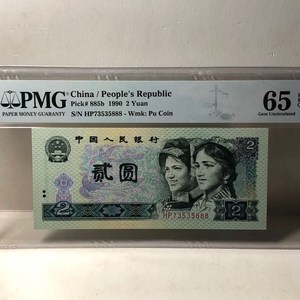 PMG
PAPER MONEY GUARANTY
China / People's Republic
Pick# 885b 1990 2 Yuan
S/N HP73535888 - Wmk: Pu Coin
65
Gem Uncirculated
中国人民银行
2
贰圆
HP73535888
2
2